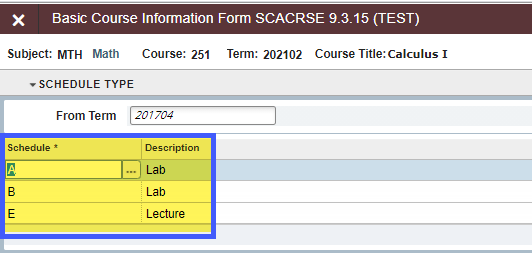 Basic Course Information Form SCACRSE 9.3.15 (TEST)
Subject: MTH Math Course: 251 Term: 202102 Course Title: Calculus I
SCHEDULE TYPE
From Term 201704
Schedule * Description
A ... Lab
B Lab
E Lecture